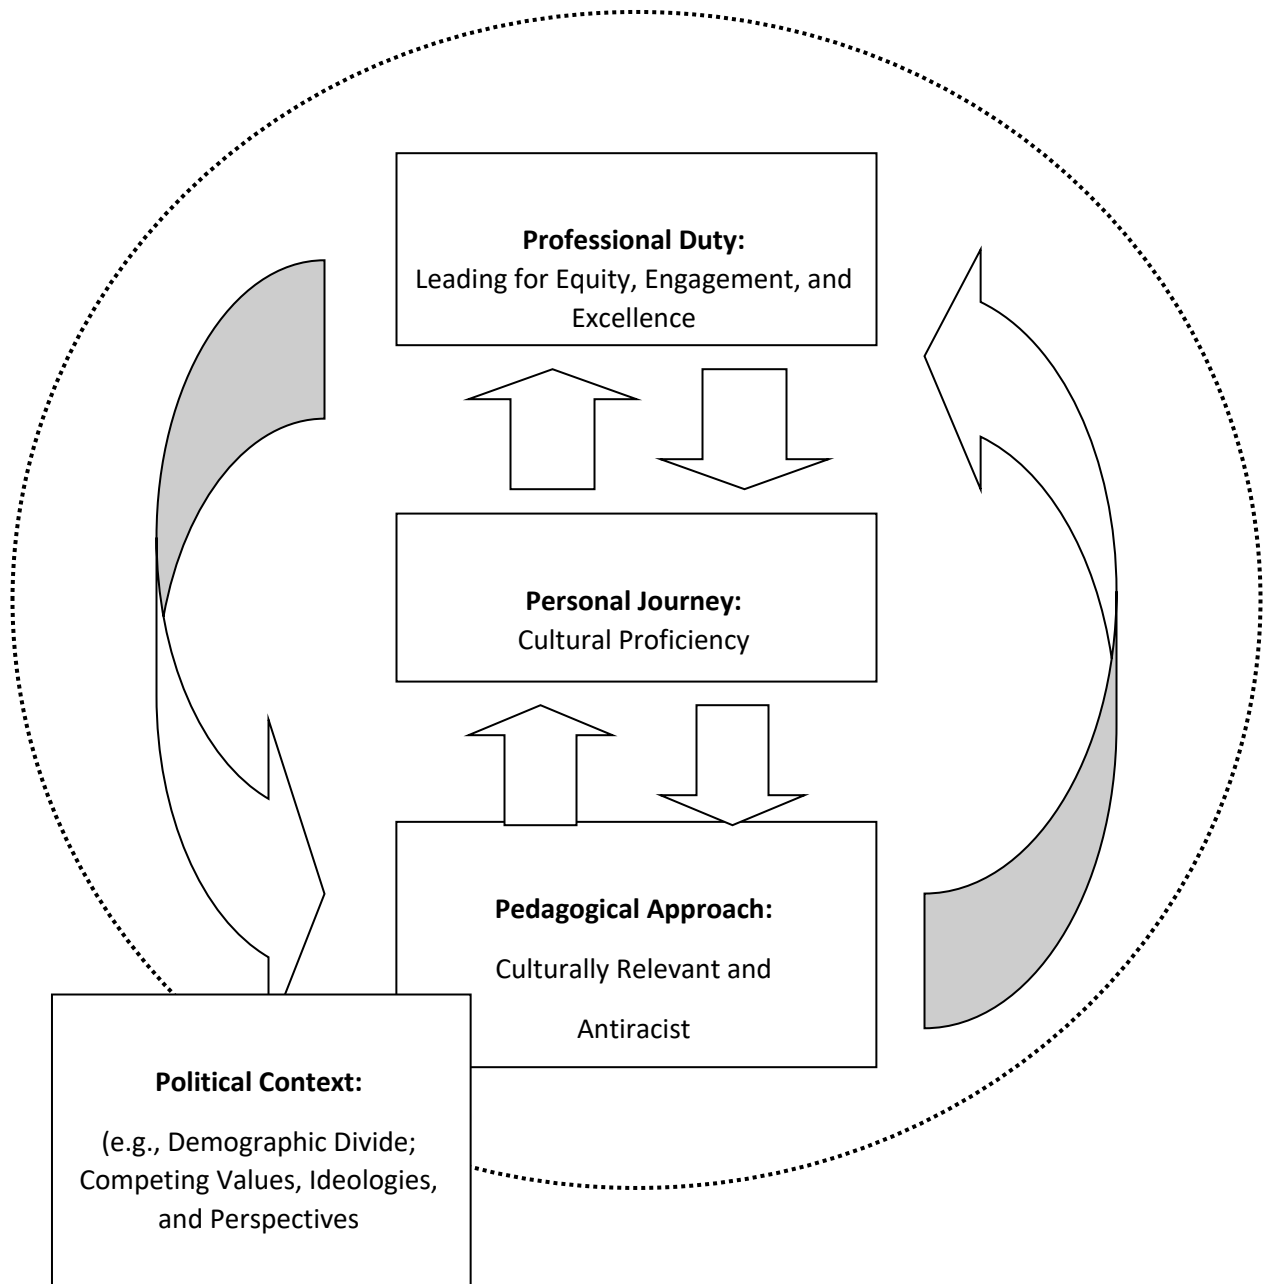 Professional Duty:
Leading for Equity, Engagement, and
Excellence
Personal Journey:
Cultural Proficiency
Pedagogical Approach:
Culturally Relevant and
Antiracist
Political Context:
(e.g., Demographic Divide;
Competing Values, Ideologies,
and Perspectives